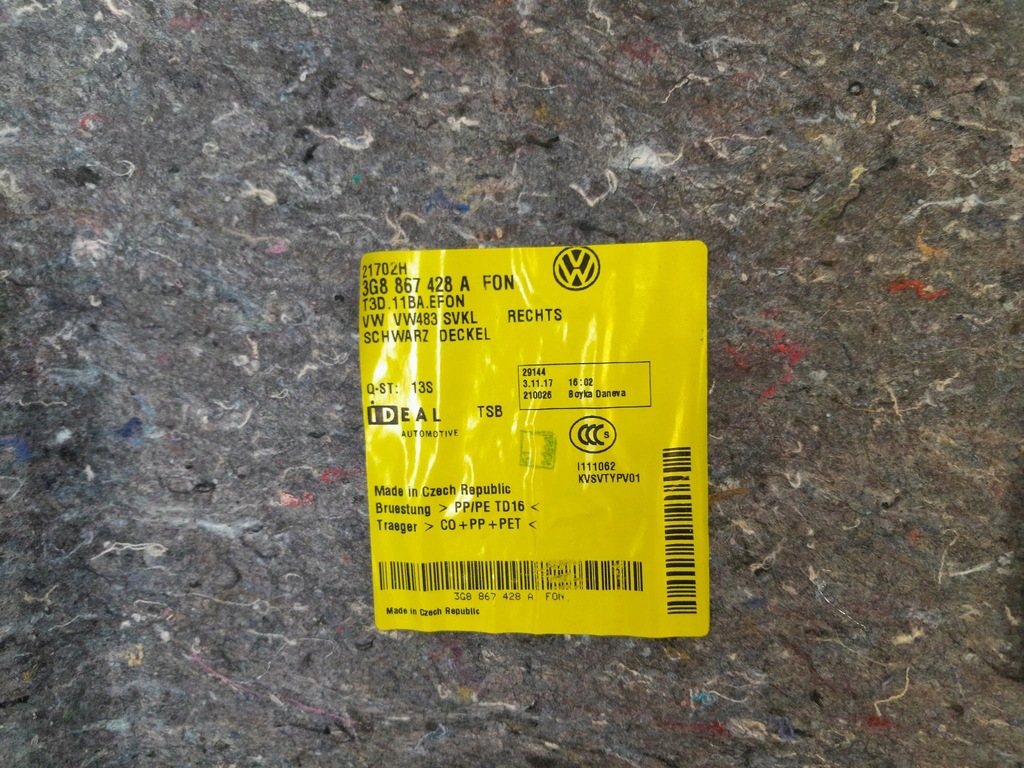 21702H
3G8 867 428 A FON
T3D.11BA.EFON
VW VW483 SVKL RECHTS
SCHWARZ DECKEL
Q-ST: 13S
29144
3.11.17 16:02
210026 Boyka Daneva
iDEAL TSB
AUTOMOTIVE
CCC S
I111062
KVSVTYPV01
Made in Czech Republic
Bruestung > PP/PE TD16 <
Traeger > CO+PP+PET <
3G8 867 428 A FON
Made in Czech Republic